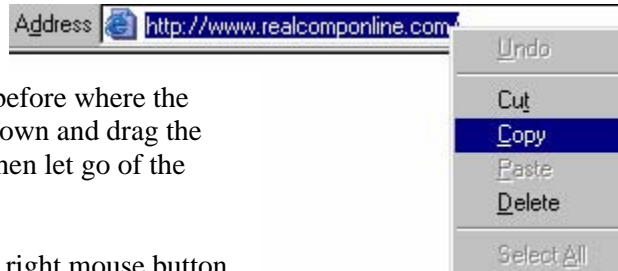 Address http://www.realcomponline.com/
Undo
before where the
Cut
own and drag the
Copy
hen let go of the
Paste
Delete
Select All
right mouse button